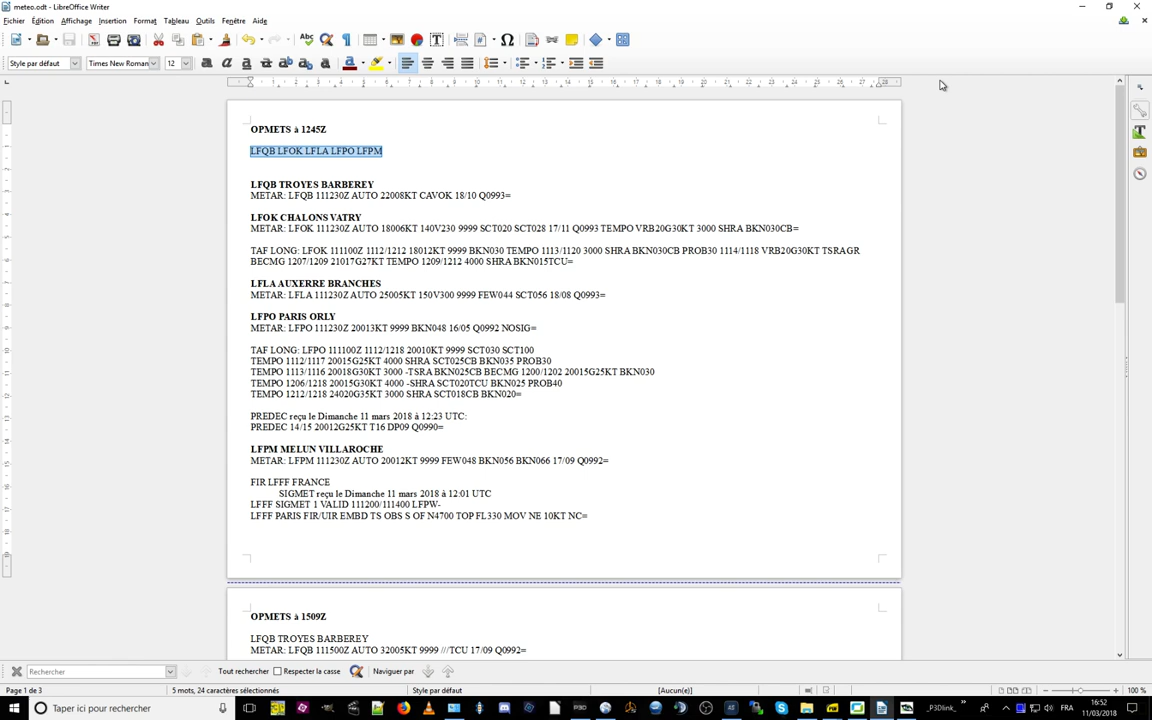 meteo.odt - LibreOffice Writer
Fichier Édition Affichage Insertion Format Tableau Outils Fenêtre Aide
Style par défaut Times New Roman 12
OPMETS à 1245Z
LFQB LFOK LFLA LFPO LFPM
LFQB TROYES BARBEREY
METAR: LFQB 111230Z AUTO 22008KT CAVOK 18/10 Q0993=
LFOK CHALONS VATRY
METAR: LFOK 111230Z AUTO 18006KT 140V230 9999 SCT020 SCT028 17/11 Q0993 TEMPO VRB20G30KT 3000 SHRA BKN030CB=
TAF LONG: LFOK 111100Z 1112/1212 18012KT 9999 BKN030 TEMPO 1113/1120 3000 SHRA BKN030CB PROB30 1114/1118 VRB20G30KT TSRAGR
BECMG 1207/1209 21017G27KT TEMPO 1209/1212 4000 SHRA BKN015TCU=
LFLA AUXERRE BRANCHES
METAR: LFLA 111230Z AUTO 25005KT 150V300 9999 FEW044 SCT056 18/08 Q0993=
LFPO PARIS ORLY
METAR: LFPO 111230Z 20013KT 9999 BKN048 16/05 Q0992 NOSIG=
TAF LONG: LFPO 111100Z 1112/1218 20010KT 9999 SCT030 SCT100
TEMPO 1112/1117 20015G25KT 4000 SHRA SCT025CB BKN035 PROB30
TEMPO 1113/1116 20018G30KT 3000 -TSRA BKN025CB BECMG 1200/1202 20015G25KT BKN030
TEMPO 1206/1218 20015G30KT 4000 -SHRA SCT020TCU BKN025 PROB40
TEMPO 1212/1218 24020G35KT 3000 SHRA SCT018CB BKN020=
PREDEC reçu le Dimanche 11 mars 2018 à 12:23 UTC:
PREDEC 14/15 20012G25KT T16 DP09 Q0990=
LFPM MELUN VILLAROCHE
METAR: LFPM 111230Z AUTO 20012KT 9999 FEW048 BKN056 BKN066 17/09 Q0992=
FIR LFFF FRANCE
SIGMET reçu le Dimanche 11 mars 2018 à 12:01 UTC
LFFF SIGMET 1 VALID 111200/111400 LFPW-
LFFF PARIS FIR/UIR EMBD TS OBS S OF N4700 TOP FL330 MOV NE 10KT NC=
OPMETS à 1509Z
LFQB TROYES BARBEREY
METAR: LFQB 111500Z AUTO 32005KT 9999 ///TCU 17/09 Q0992=
Rechercher Tout rechercher Respecter la casse Naviguer par
Page 1 de 3 5 mots, 24 caractères sélectionnés Style par défaut [Aucun(e)] 100 %
Taper ici pour rechercher _P3Dlink_ FRA 16:52
11/03/2018